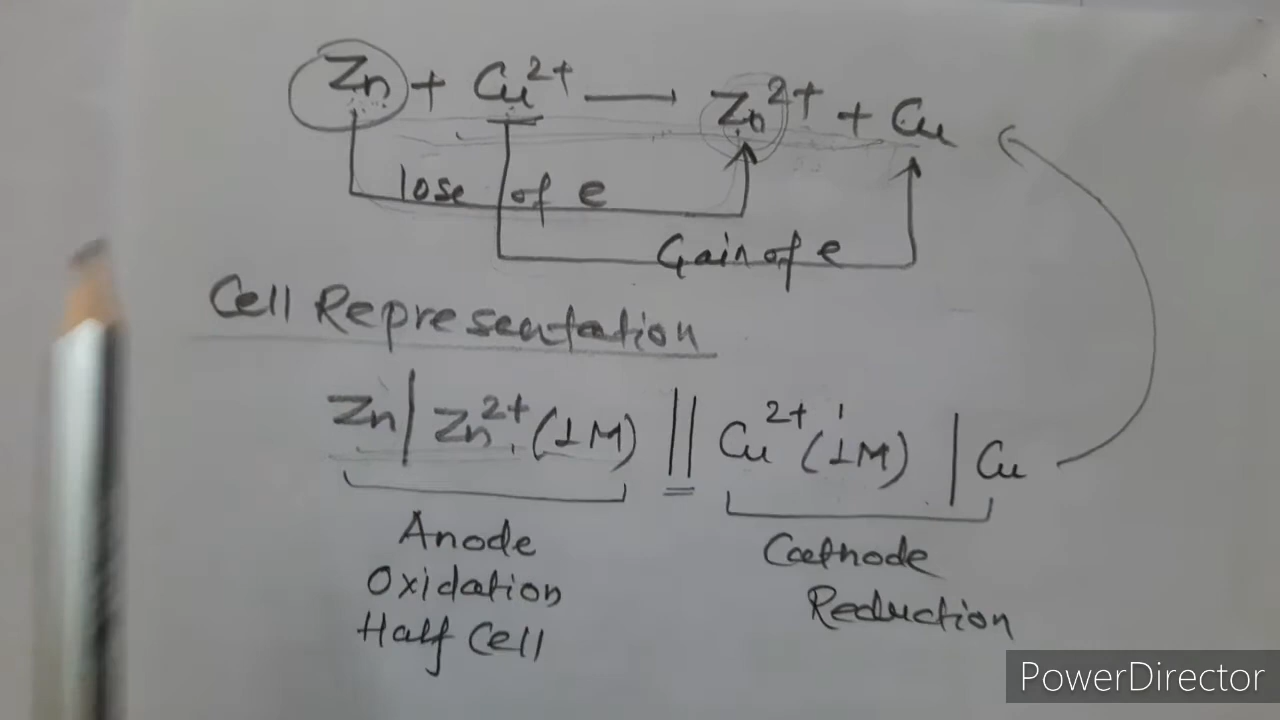 Zn + Cu²⁺ → Zn²⁺ + Cu
lose of e
Gain of e
Cell Representation
Zn | Zn²⁺ (1M) || Cu²⁺ (1M) | Cu
Anode
Oxidation
Half Cell
Cathode
Reduction
PowerDirector